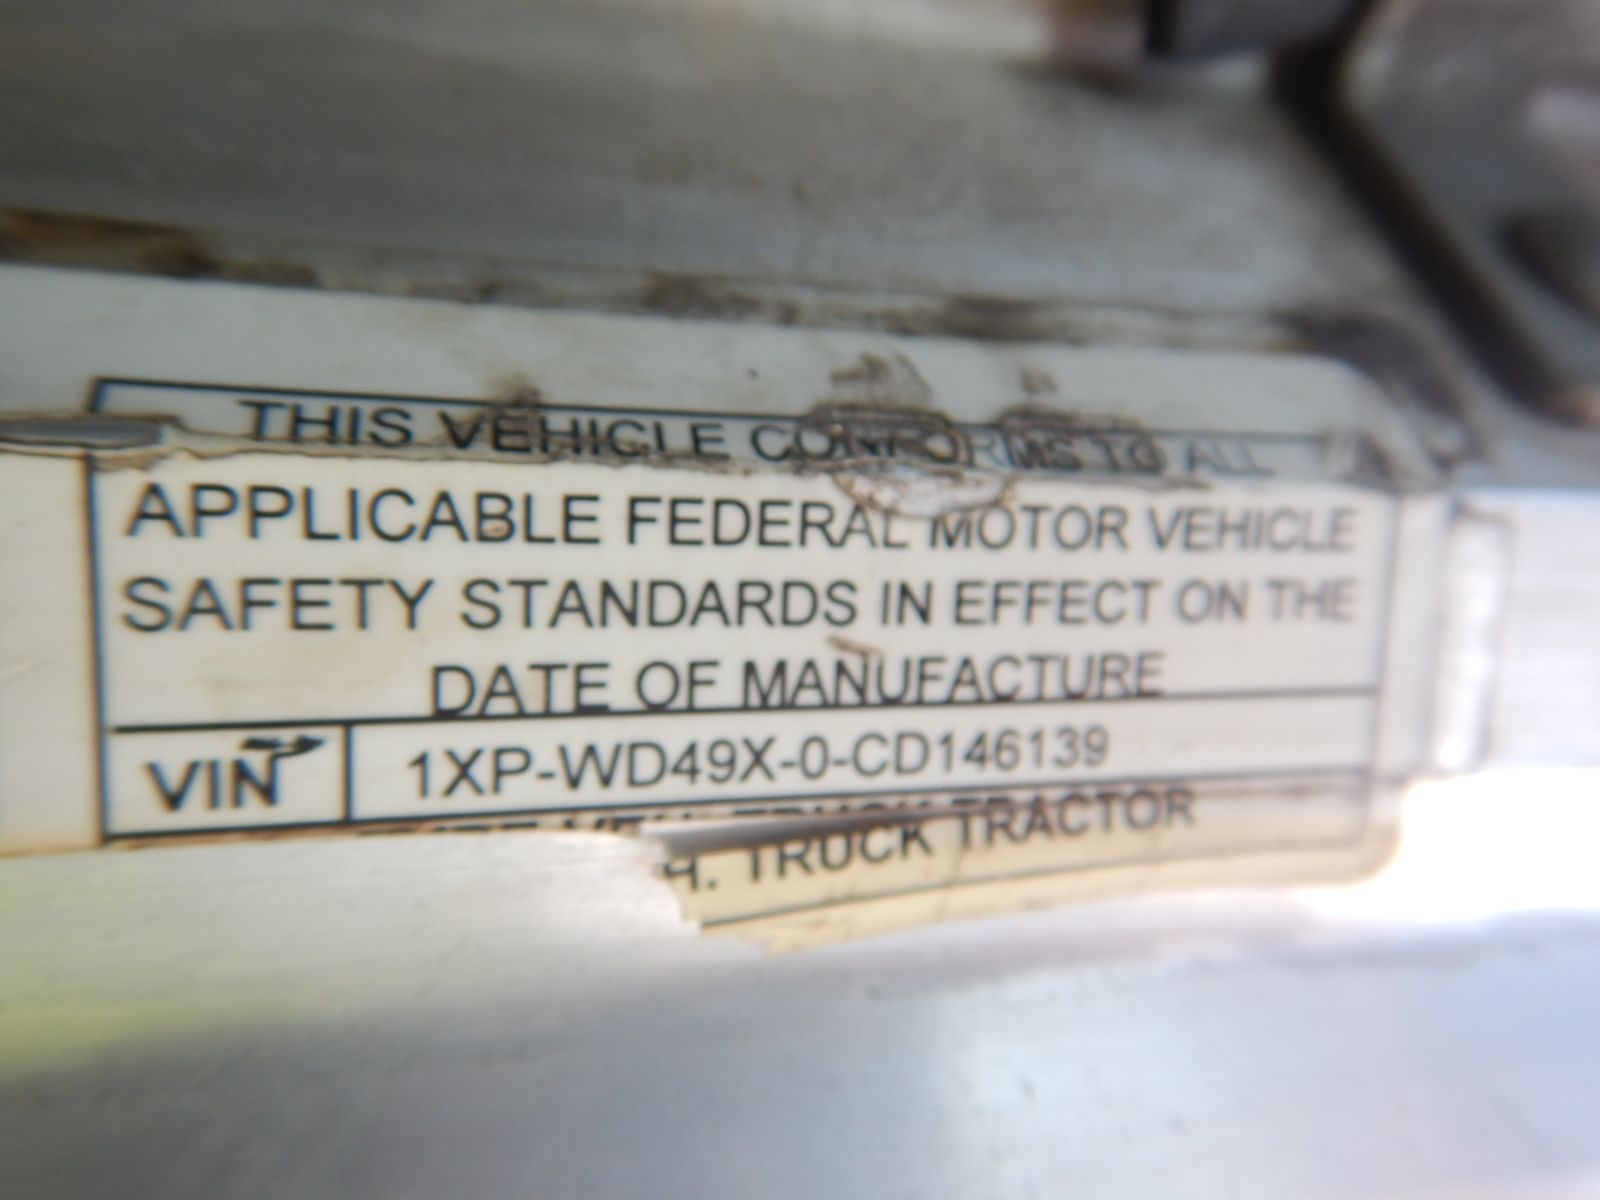 THIS VEHICLE CONFORMS TO ALL
APPLICABLE FEDERAL MOTOR VEHICLE
SAFETY STANDARDS IN EFFECT ON THE
DATE OF MANUFACTURE
VIN 1XP-WD49X-0-CD146139
H. TRUCK TRACTOR